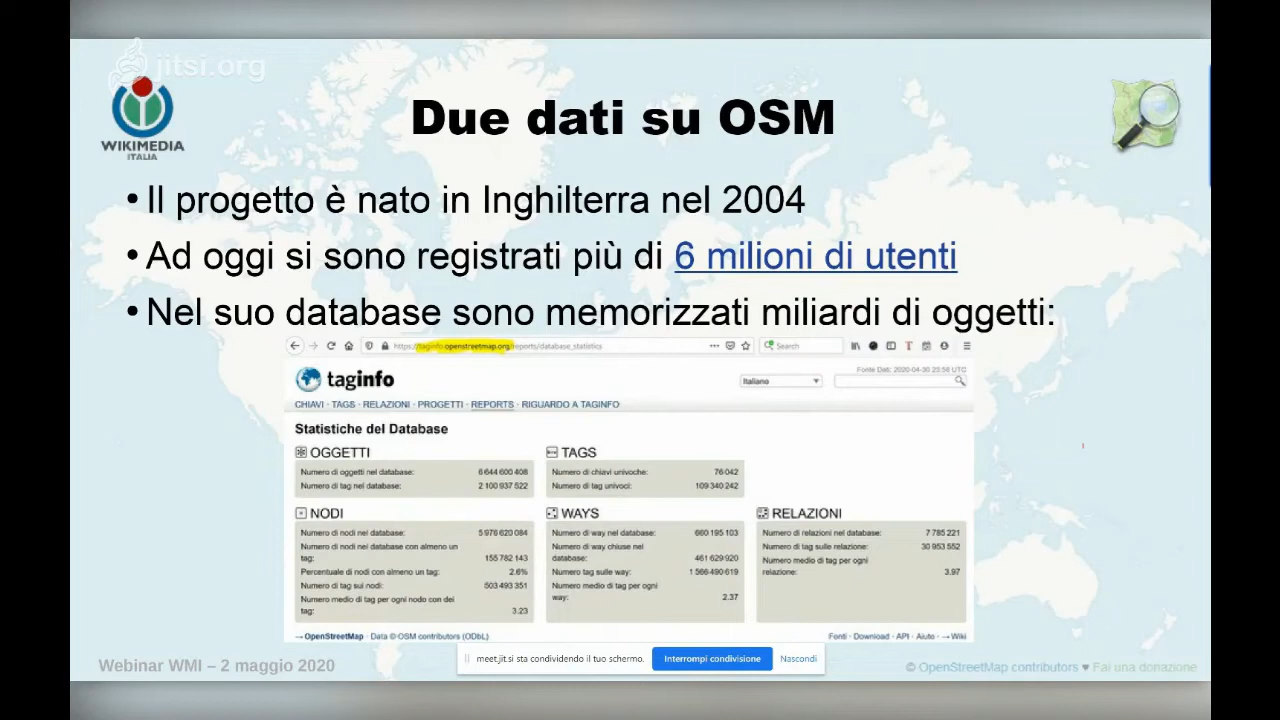 jitsi.org
WIKIMEDIA
ITALIA
Due dati su OSM
• Il progetto è nato in Inghilterra nel 2004
• Ad oggi si sono registrati più di 6 milioni di utenti
• Nel suo database sono memorizzati miliardi di oggetti:
https://taginfo.openstreetmap.org/reports/database_statistics
Search
taginfo
Italiano
Fonte Dati: 2020-04-30 23:58 UTC
CHIAVI · TAGS · RELAZIONI · PROGETTI · REPORTS · RIGUARDO A TAGINFO
Statistiche del Database
OGGETTI
Numero di oggetti nel database: 6 644 600 408
Numero di tag nel database: 2 100 937 522
TAGS
Numero di chiavi univoche: 76 042
Numero di tag univoci: 109 340 242
NODI
Numero di nodi nel database: 5 976 620 084
Numero di nodi nel database con almeno un
tag: 155 782 143
Percentuale di nodi con almeno un tag: 2.6%
Numero di tag sui nodi: 503 493 351
Numero medio di tag per ogni nodo con dei
tag: 3.23
WAYS
Numero di way nel database: 660 195 103
Numero di way chiuse nel
database: 461 629 920
Numero tag sulle way: 1 566 490 619
Numero medio di tag per ogni
way: 2.37
RELAZIONI
Numero di relazioni nel database: 7 785 221
Numero di tag sulle relazione: 30 953 552
Numero medio di tag per ogni
relazione: 3.97
→ OpenStreetMap · Data © OSM contributors (ODbL)
Fonti · Download · API · Aiuto · → Wiki
meet.jit.si sta condividendo il tuo schermo. Interrompi condivisione Nascondi
Webinar WMI – 2 maggio 2020
© OpenStreetMap contributors ♥ Fai una donazione